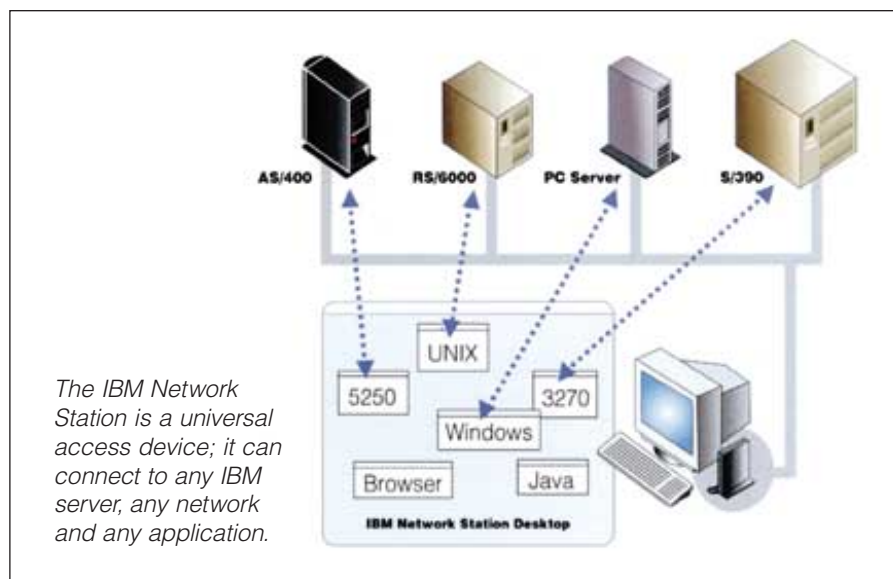 AS/400
RS/6000
PC Server
S/390
UNIX
5250
3270
Windows
Browser
Java
IBM Network Station Desktop
The IBM Network
Station is a universal
access device; it can
connect to any IBM
server, any network
and any application.